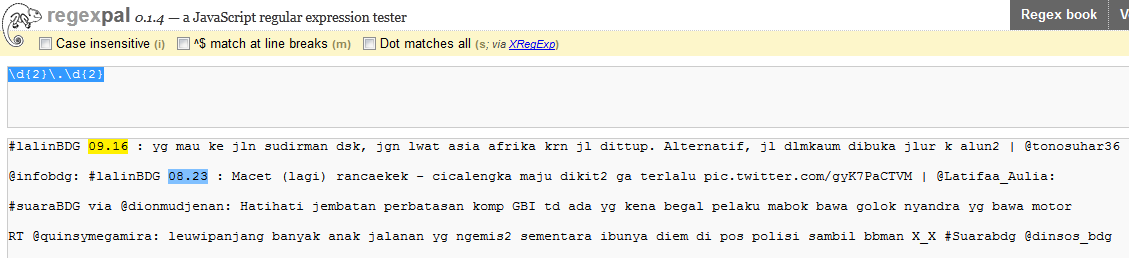 regexpal 0.1.4 — a JavaScript regular expression tester
Regex book
Case insensitive (i) ^$ match at line breaks (m) Dot matches all (s; via XRegExp)
\d{2}\.\d{2}
#lalinBDG 09.16 : yg mau ke jln sudirman dsk, jgn lwat asia afrika krn jl dittup. Alternatif, jl dlmkaum dibuka jlur k alun2 | @tonosuhar36
@infobdg: #lalinBDG 08.23 : Macet (lagi) rancaekek - cicalengka maju dikit2 ga terlalu pic.twitter.com/gyK7PaCTVM | @Latifaa_Aulia:
#suaraBDG via @dionmudjenan: Hatihati jembatan perbatasan komp GBI td ada yg kena begal pelaku mabok bawa golok nyandra yg bawa motor
RT @quinsymegamira: leuwipanjang banyak anak jalanan yg ngemis2 sementara ibunya diem di pos polisi sambil bbman X_X #Suarabdg @dinsos_bdg